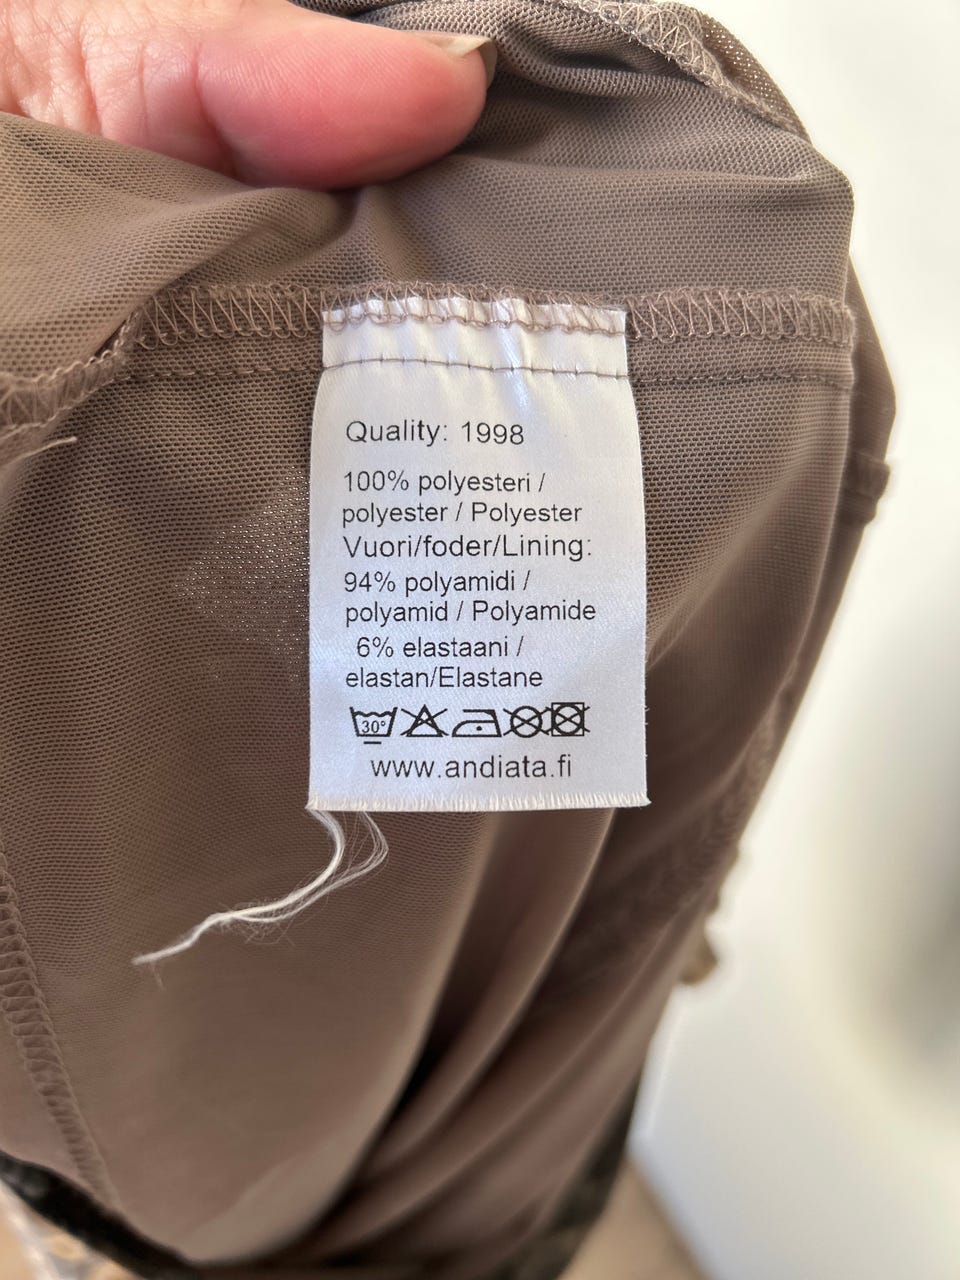 Quality: 1998
100% polyesteri /
polyester / Polyester
Vuori/foder/Lining:
94% polyamidi /
polyamid / Polyamide
6% elastaani /
elastan/Elastane
30°
www.andiata.fi